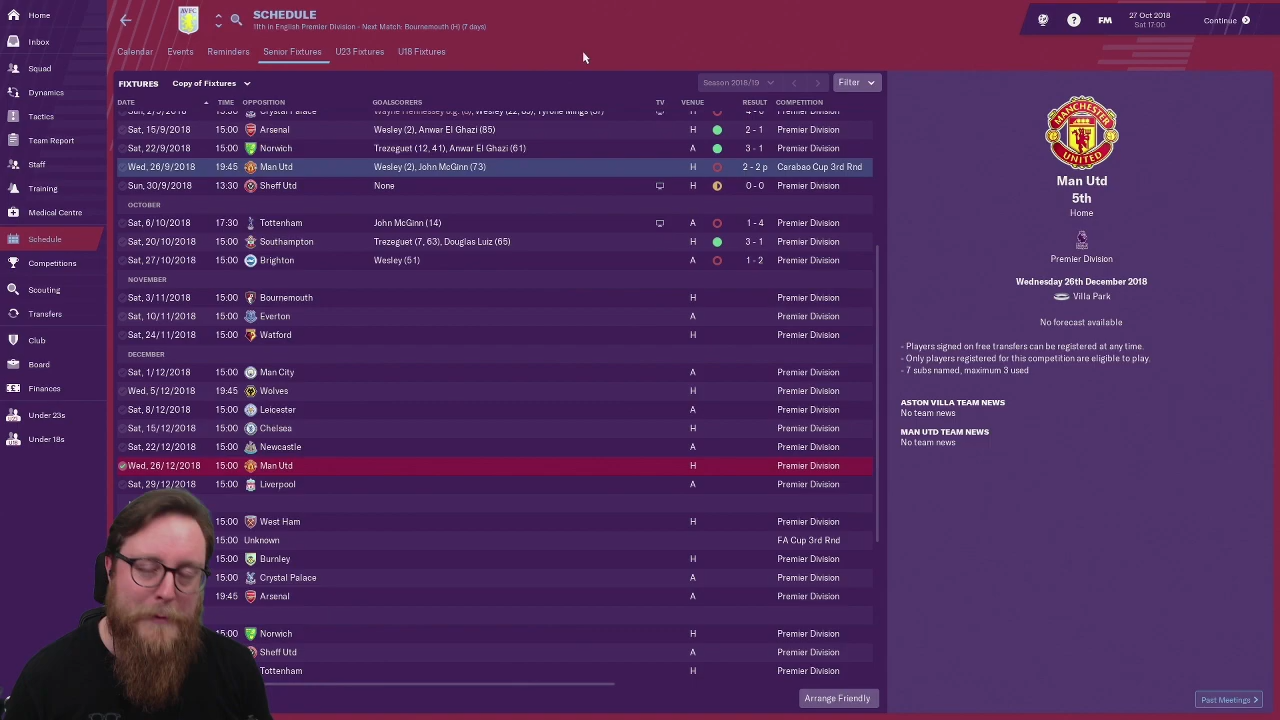 Home
Inbox
Squad
Dynamics
Tactics
Team Report
Staff
Training
Medical Centre
Schedule
Competitions
Scouting
Transfers
Club
Board
Finances
Under 23s
Under 18s
AVFC
SCHEDULE
11th in English Premier Division - Next Match: Bournemouth (H) (7 days)
FM
27 Oct 2018
Sat 17:00
Continue
Calendar Events Reminders Senior Fixtures U23 Fixtures U18 Fixtures
FIXTURES Copy of Fixtures Season 2018/19 Filter
DATE TIME OPPOSITION GOALSCORERS TV VENUE RESULT COMPETITION
Sat, 15/9/2018 15:00 Arsenal Wesley (2), Anwar El Ghazi (85) H 2 - 1 Premier Division
Sat, 22/9/2018 15:00 Norwich Trezeguet (12, 41), Anwar El Ghazi (61) A 3 - 1 Premier Division
Wed, 26/9/2018 19:45 Man Utd Wesley (2), John McGinn (73) H 2 - 2 p Carabao Cup 3rd Rnd
Sun, 30/9/2018 13:30 Sheff Utd None H 0 - 0 Premier Division
OCTOBER
Sat, 6/10/2018 17:30 Tottenham John McGinn (14) A 1 - 4 Premier Division
Sat, 20/10/2018 15:00 Southampton Trezeguet (7, 63), Douglas Luiz (65) H 3 - 1 Premier Division
Sat, 27/10/2018 15:00 Brighton Wesley (51) A 1 - 2 Premier Division
NOVEMBER
Sat, 3/11/2018 15:00 Bournemouth H Premier Division
Sat, 10/11/2018 15:00 Everton A Premier Division
Sat, 24/11/2018 15:00 Watford H Premier Division
DECEMBER
Sat, 1/12/2018 15:00 Man City A Premier Division
Wed, 5/12/2018 19:45 Wolves H Premier Division
Sat, 8/12/2018 15:00 Leicester A Premier Division
Sat, 15/12/2018 15:00 Chelsea H Premier Division
Sat, 22/12/2018 15:00 Newcastle A Premier Division
Wed, 26/12/2018 15:00 Man Utd H Premier Division
Sat, 29/12/2018 15:00 Liverpool A Premier Division
15:00 West Ham H Premier Division
15:00 Unknown FA Cup 3rd Rnd
15:00 Burnley H Premier Division
15:00 Crystal Palace A Premier Division
19:45 Arsenal A Premier Division
15:00 Norwich H Premier Division
15:00 Sheff Utd A Premier Division
15:00 Tottenham H Premier Division
Arrange Friendly
MANCHESTER
UNITED
Man Utd
5th
Home
Premier Division
Wednesday 26th December 2018
Villa Park
No forecast available
- Players signed on free transfers can be registered at any time.
- Only players registered for this competition are eligible to play.
- 7 subs named, maximum 3 used
ASTON VILLA TEAM NEWS
No team news
MAN UTD TEAM NEWS
No team news
Past Meetings